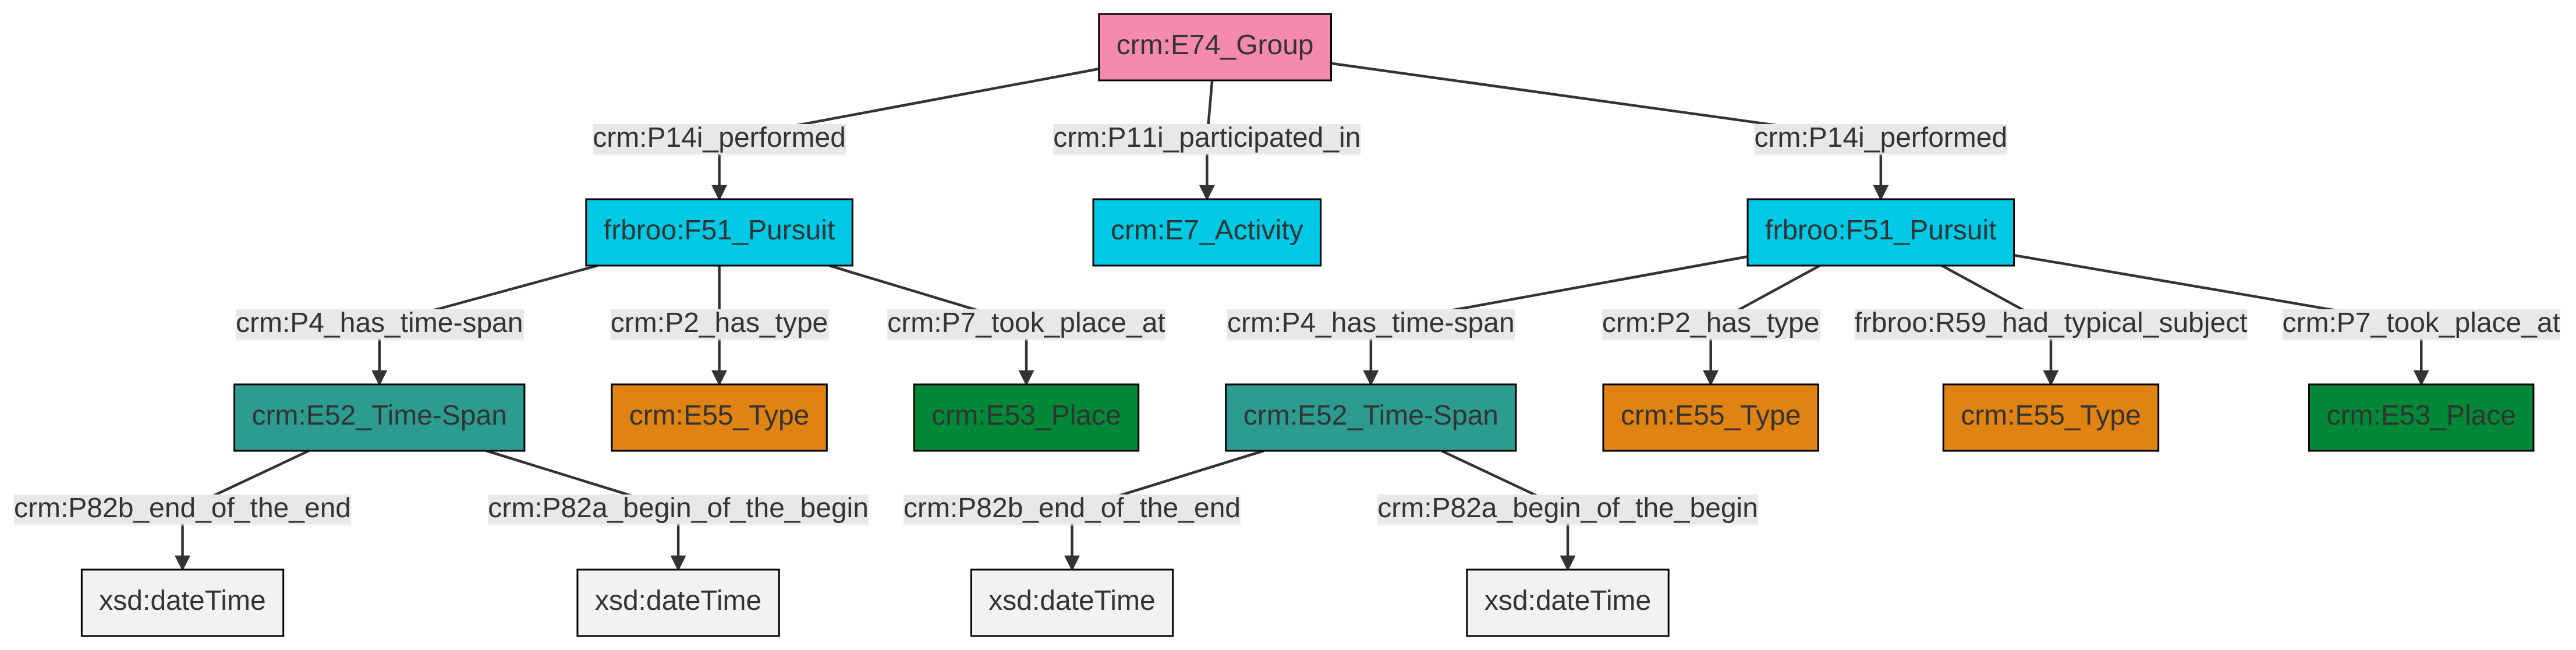 crm:E74_Group
crm:P14i_performed
crm:P11i_participated_in
crm:P14i_performed
frbroo:F51_Pursuit
crm:E7_Activity
frbroo:F51_Pursuit
crm:P4_has_time-span
crm:P2_has_type
crm:P7_took_place_at
crm:P4_has_time-span
crm:P2_has_type
frbroo:R59_had_typical_subject
crm:P7_took_place_at
crm:E52_Time-Span
crm:E55_Type
crm:E53_Place
crm:E52_Time-Span
crm:E55_Type
crm:E55_Type
crm:E53_Place
crm:P82b_end_of_the_end
crm:P82a_begin_of_the_begin
crm:P82b_end_of_the_end
crm:P82a_begin_of_the_begin
xsd:dateTime
xsd:dateTime
xsd:dateTime
xsd:dateTime